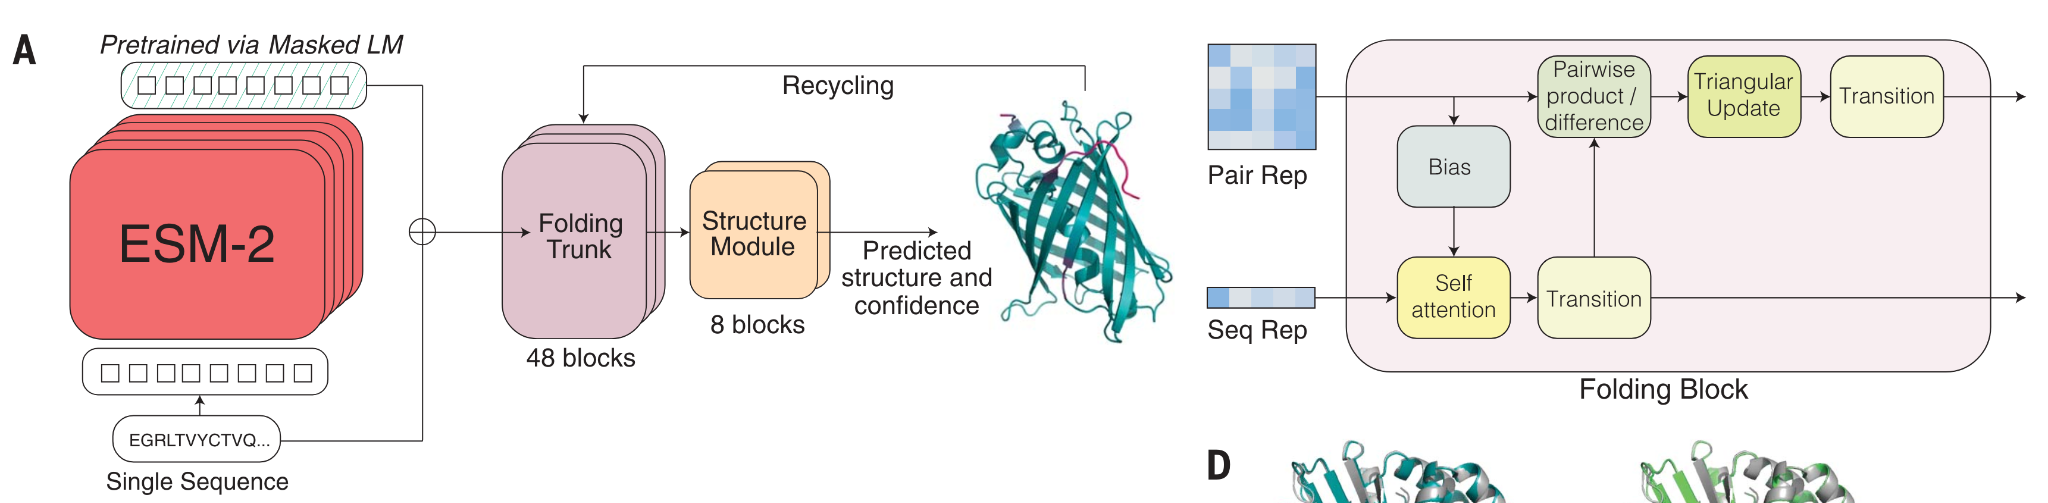 A
Pretrained via Masked LM
ESM-2
EGRLTVYCTVQ...
Single Sequence
Recycling
Folding
Trunk
48 blocks
Structure
Module
8 blocks
Predicted
structure and
confidence
Pair Rep
Seq Rep
Bias
Self
attention
Pairwise
product /
difference
Transition
Triangular
Update
Transition
Folding Block
D